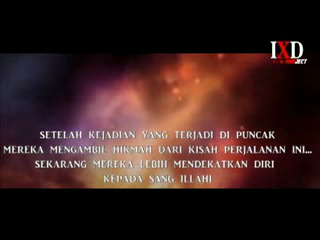 IXD
PROJECT
SETELAH KEJADIAN YANG TERJADI DI PUNCAK
MEREKA MENGAMBIL HIKMAH DARI KISAH PERJALANAN INI...
SEKARANG MEREKA LEBIH MENDEKATKAN DIRI
KEPADA SANG ILLAHI